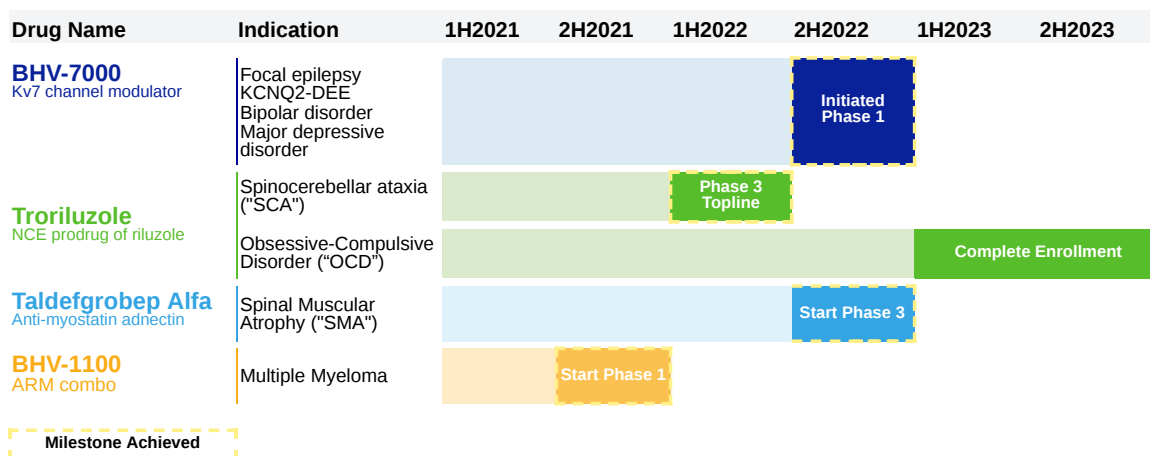 Drug Name Indication 1H2021 2H2021 1H2022 2H2022 1H2023 2H2023
BHV-7000
Kv7 channel modulator
Focal epilepsy
KCNQ2-DEE
Bipolar disorder
Major depressive
disorder
Initiated
Phase 1
Troriluzole
NCE prodrug of riluzole
Spinocerebellar ataxia
("SCA")
Phase 3
Topline
Obsessive-Compulsive
Disorder (“OCD”)
Complete Enrollment
Taldefgrobep Alfa
Anti-myostatin adnectin
Spinal Muscular
Atrophy ("SMA")
Start Phase 3
BHV-1100
ARM combo
Multiple Myeloma
Start Phase 1
Milestone Achieved